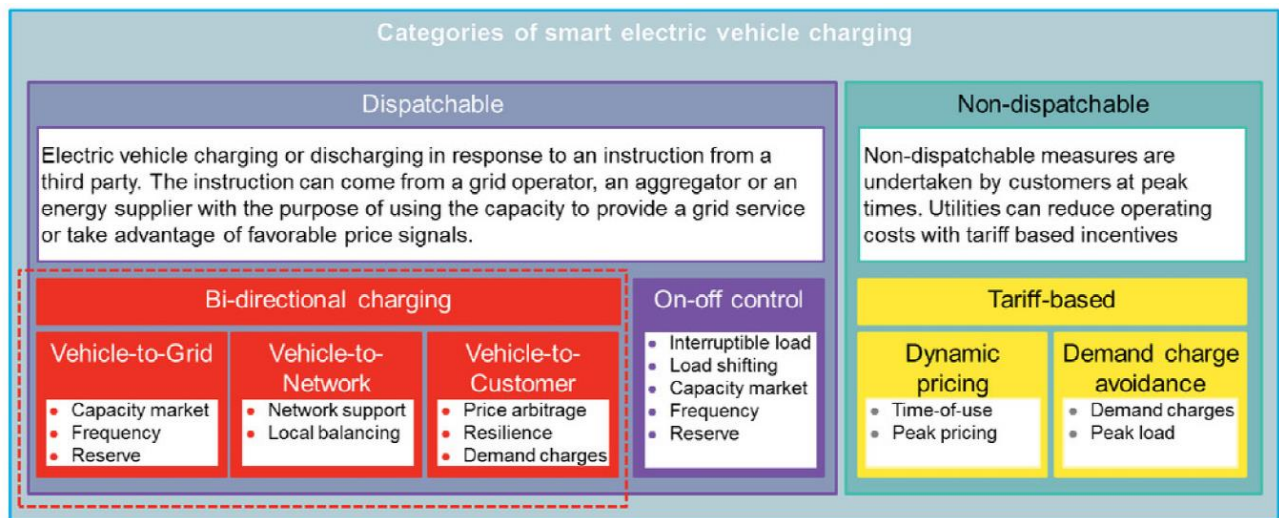 Categories of smart electric vehicle charging
Dispatchable
Electric vehicle charging or discharging in response to an instruction from a
third party. The instruction can come from a grid operator, an aggregator or an
energy supplier with the purpose of using the capacity to provide a grid service
or take advantage of favorable price signals.
Bi-directional charging
Vehicle-to-Grid
Capacity market
Frequency
Reserve
Vehicle-to-
Network
Network support
Local balancing
Vehicle-to-
Customer
Price arbitrage
Resilience
Demand charges
On-off control
Interruptible load
Load shifting
Capacity market
Frequency
Reserve
Non-dispatchable
Non-dispatchable measures are
undertaken by customers at peak
times. Utilities can reduce operating
costs with tariff based incentives
Tariff-based
Dynamic
pricing
Time-of-use
Peak pricing
Demand charge
avoidance
Demand charges
Peak load